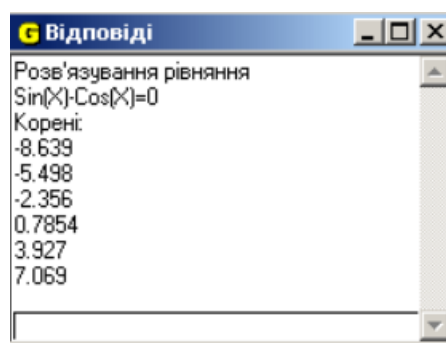 G Відповіді
Розв'язування рівняння
Sin(X)-Cos(X)=0
Корені:
-8.639
-5.498
-2.356
0.7854
3.927
7.069